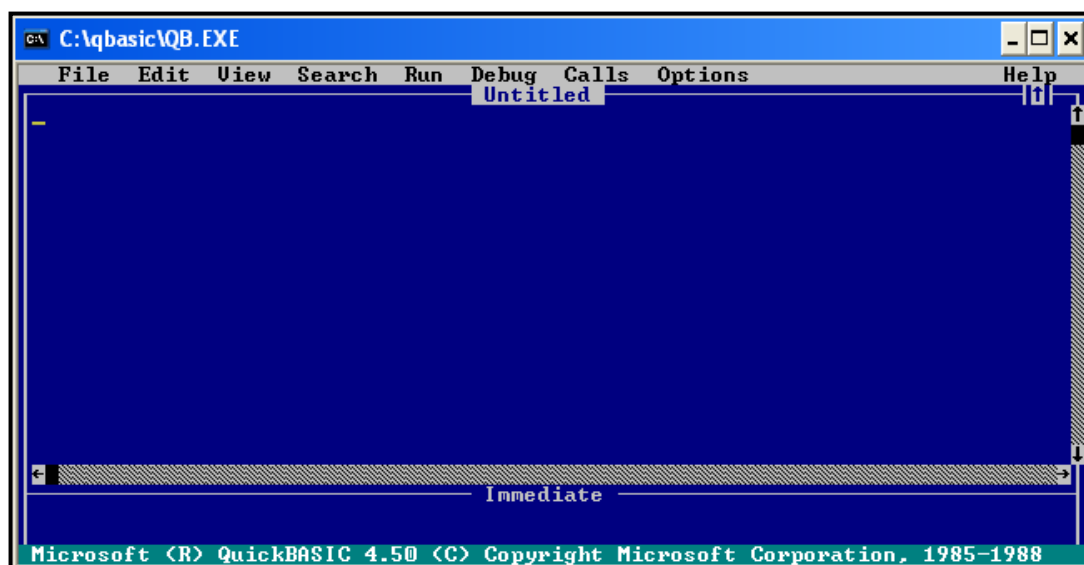 C:\qbasic\QB.EXE
File Edit View Search Run Debug Calls Options Help
Untitled
Immediate
Microsoft (R) QuickBASIC 4.50 (C) Copyright Microsoft Corporation, 1985-1988